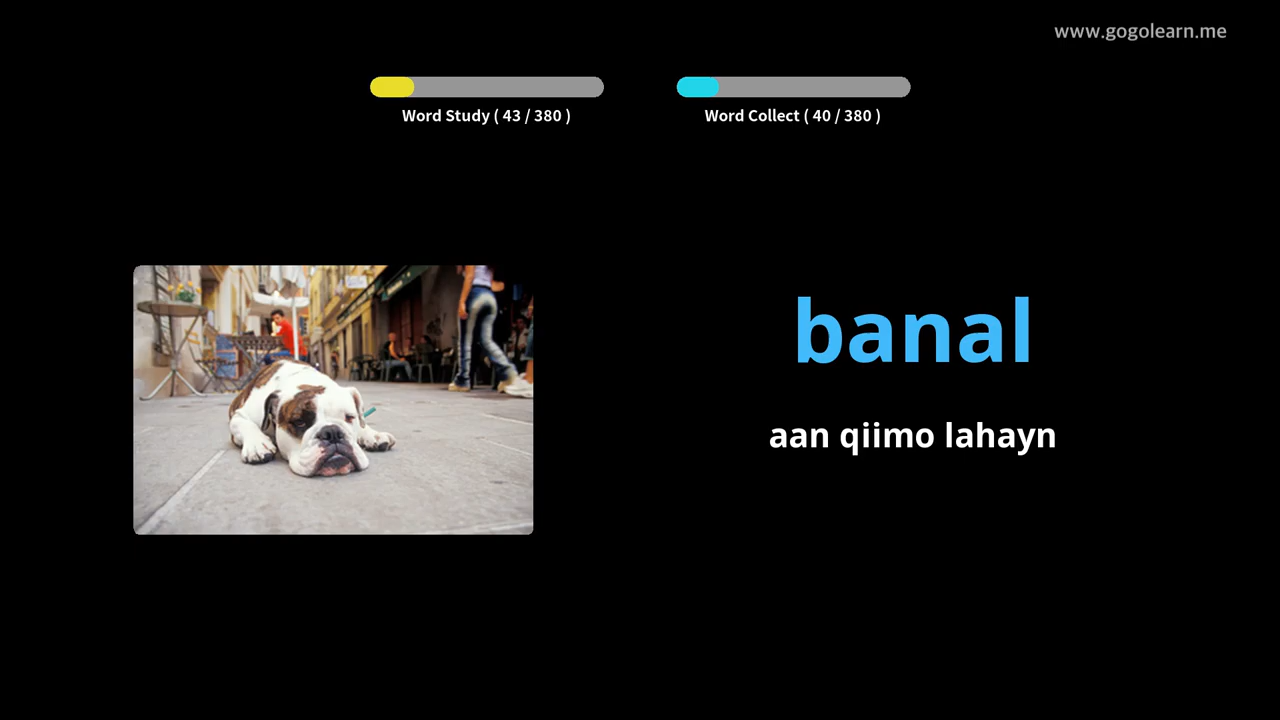 www.gogolearn.me
Word Study ( 43 / 380 )
Word Collect ( 40 / 380 )
banal
aan qiimo lahayn